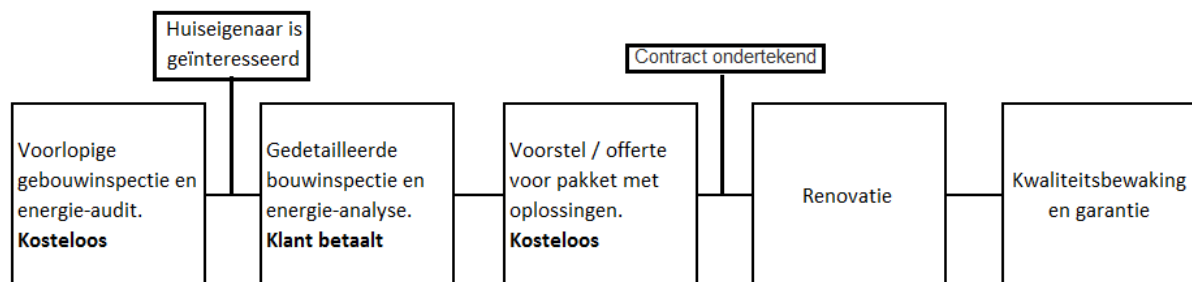 Huiseigenaar is
geïnteresseerd
Contract ondertekend
Voorlopige
gebouwinspectie en
energie-audit.
Kosteloos
Gedetailleerde
bouwinspectie en
energie-analyse.
Klant betaalt
Voorstel / offerte
voor pakket met
oplossingen.
Kosteloos
Renovatie
Kwaliteitsbewaking
en garantie